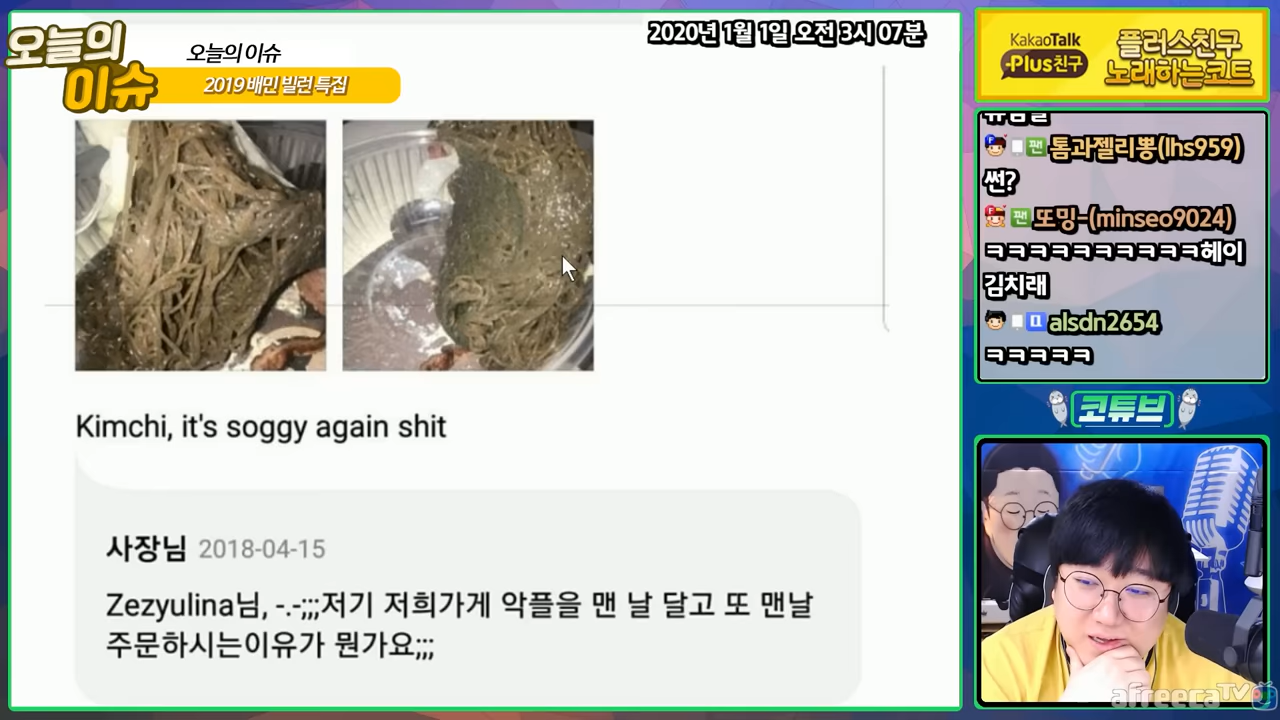 오늘의
이슈
오늘의 이슈
2019 배민 빌런 특집
2020년 1월 1일 오전 3시 07분
Kimchi, it's soggy again shit
사장님 2018-04-15
Zezyulina님, -.-;;;저기 저희가게 악플을 맨 날 달고 또 맨날
주문하시는이유가 뭔가요;;;
KakaoTalk
Plus친구
플러스친구
노래하는코트
팬 톰과젤리뽕(lhs959)
썬?
팬 또밍-(minseo9024)
ㅋㅋㅋㅋㅋㅋㅋㅋㅋㅋ헤이
김치래
alsdn2654
ㅋㅋㅋㅋㅋ
코튜브
afreecaTV